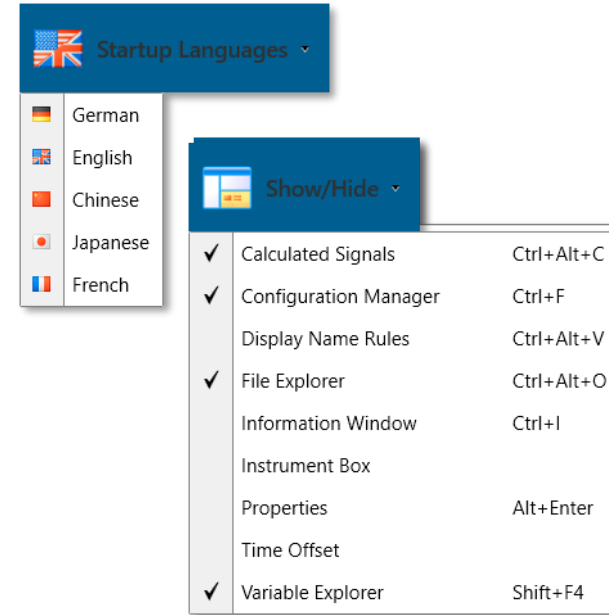 Startup Languages
German
English
Chinese
Japanese
French
Show/Hide
Calculated Signals Ctrl+Alt+C
Configuration Manager Ctrl+F
Display Name Rules Ctrl+Alt+V
File Explorer Ctrl+Alt+O
Information Window Ctrl+I
Instrument Box
Properties Alt+Enter
Time Offset
Variable Explorer Shift+F4